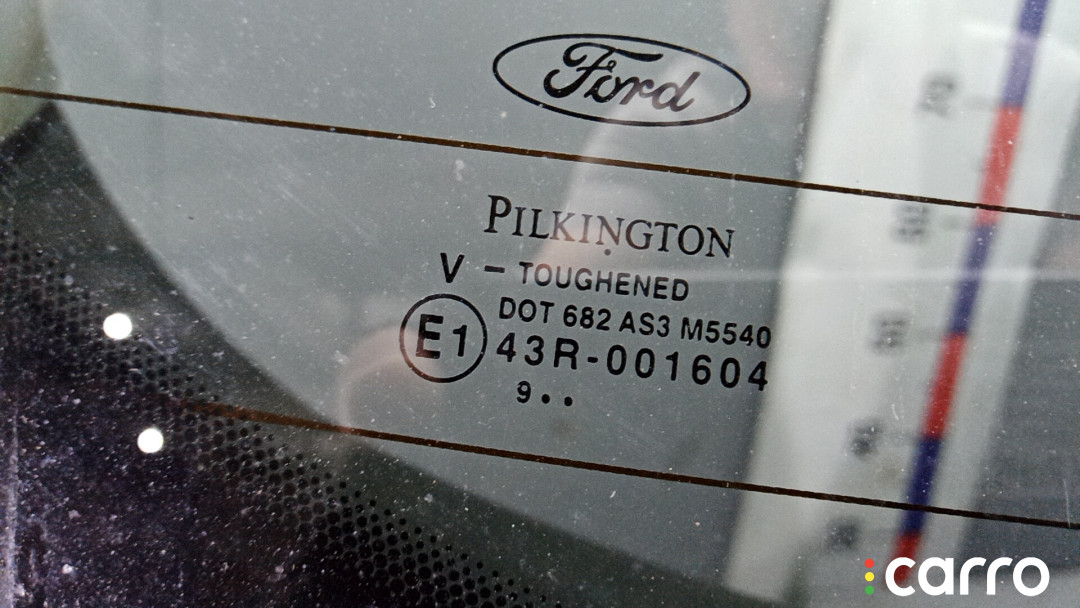 Ford
PILKINGTON
V - TOUGHENED
DOT 682 AS3 M5540
E1 43R-001604
9..
carro